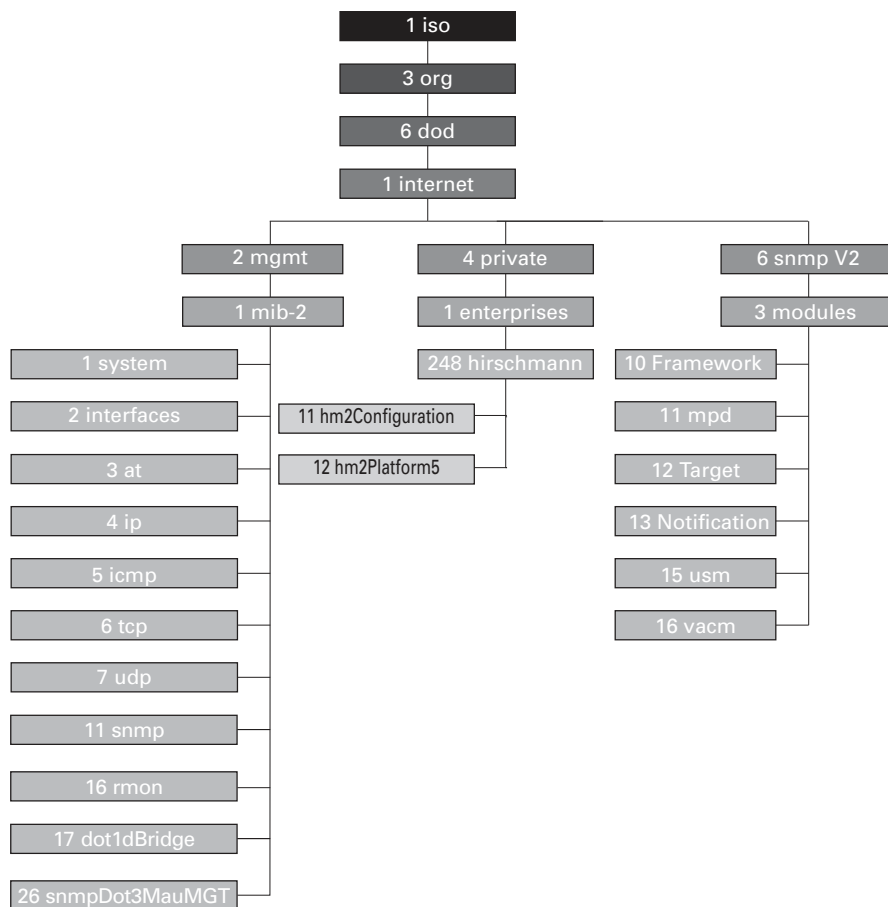 1 iso
3 org
6 dod
1 internet
2 mgmt
4 private
6 snmp V2
1 mib-2
1 enterprises
3 modules
1 system
248 hirschmann
10 Framework
2 interfaces
11 hm2Configuration
11 mpd
3 at
12 hm2Platform5
12 Target
4 ip
13 Notification
5 icmp
15 usm
6 tcp
16 vacm
7 udp
11 snmp
16 rmon
17 dot1dBridge
26 snmpDot3MauMGT